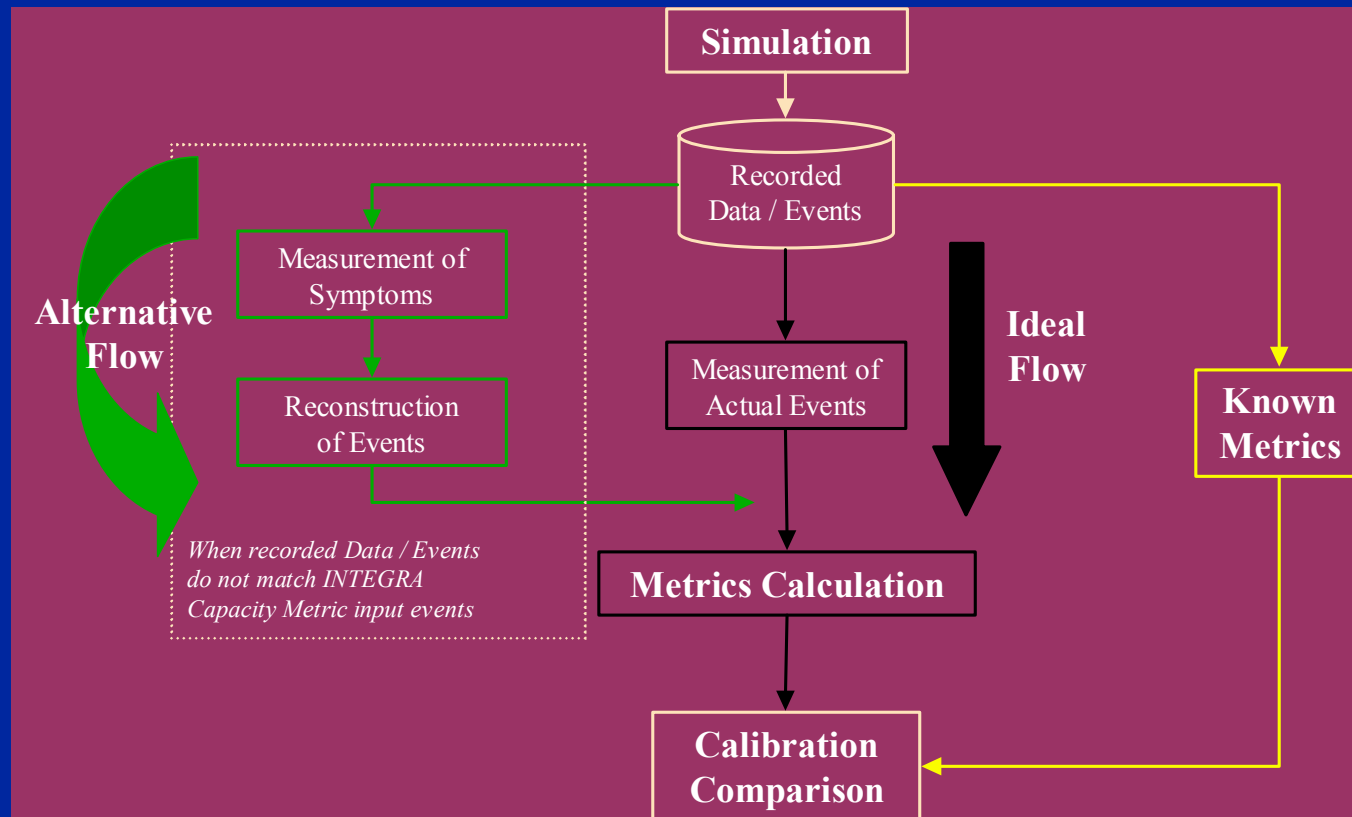 Simulation
Recorded
Data / Events
Measurement of
Symptoms
Alternative
Flow
Ideal
Flow
Measurement of
Actual Events
Reconstruction
of Events
Known
Metrics
When recorded Data / Events
do not match INTEGRA
Capacity Metric input events
Metrics Calculation
Calibration
Comparison